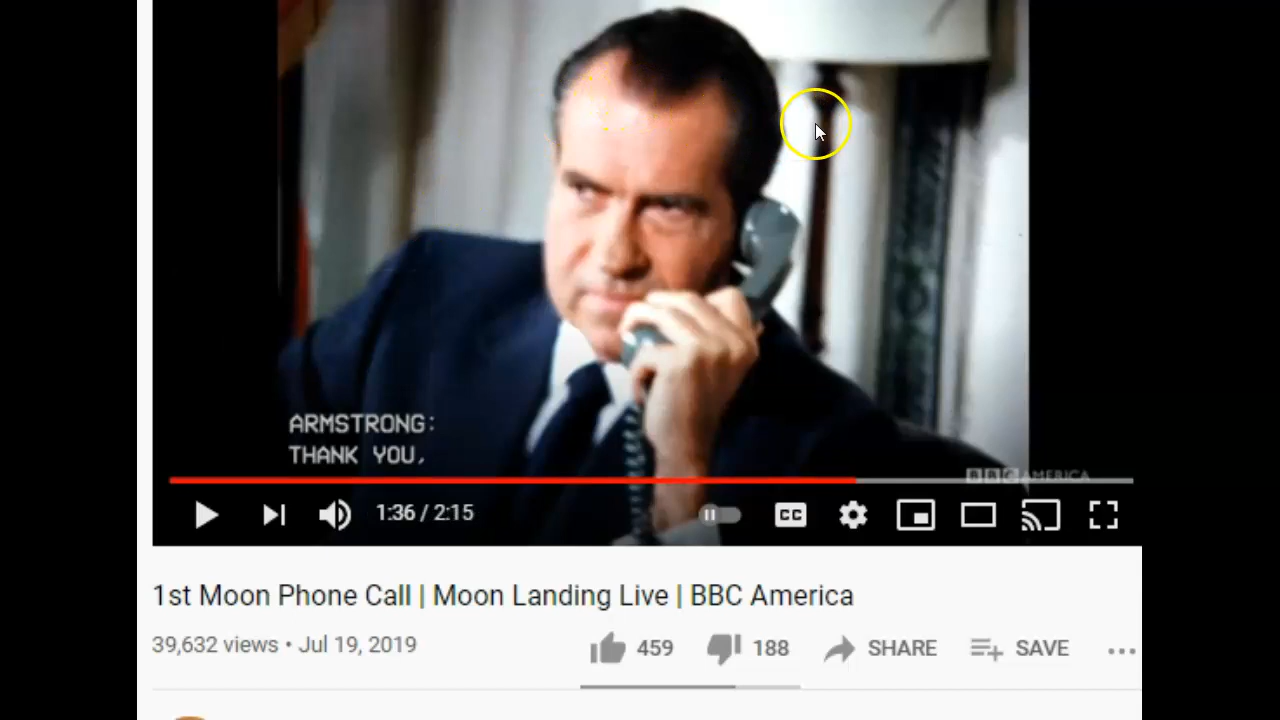 ARMSTRONG:
THANK YOU,
BBC AMERICA
1:36 / 2:15
CC
1st Moon Phone Call | Moon Landing Live | BBC America
39,632 views • Jul 19, 2019
459 188 SHARE SAVE